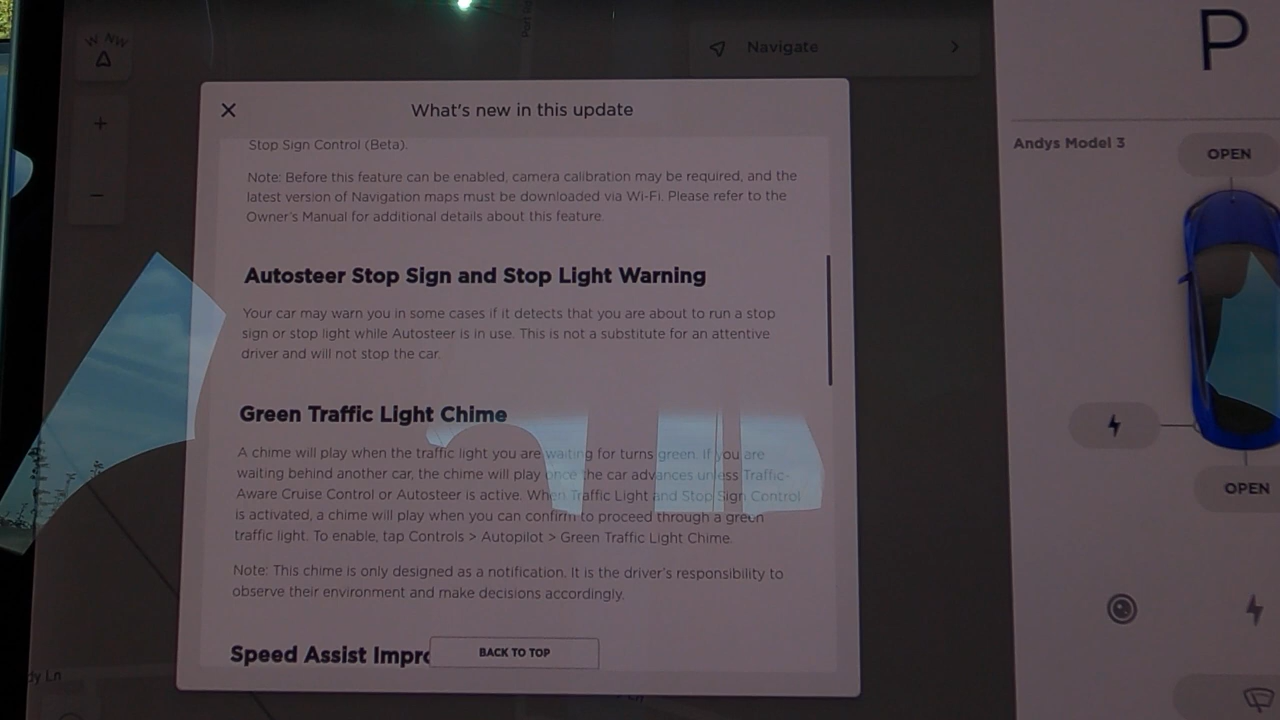 W NW
Navigate
P
What's new in this update
Andys Model 3
OPEN
Stop Sign Control (Beta).
Note: Before this feature can be enabled, camera calibration may be required, and the
latest version of Navigation maps must be downloaded via Wi-Fi. Please refer to the
Owner's Manual for additional details about this feature.
Autosteer Stop Sign and Stop Light Warning
Your car may warn you in some cases if it detects that you are about to run a stop
sign or stop light while Autosteer is in use. This is not a substitute for an attentive
driver and will not stop the car.
Green Traffic Light Chime
A chime will play when the traffic light you are waiting for turns green. If you are
waiting behind another car, the chime will play once the car advances unless Traffic-
Aware Cruise Control or Autosteer is active. When Traffic Light and Stop Sign Control
is activated, a chime will play when you can confirm to proceed through a green
traffic light. To enable, tap Controls > Autopilot > Green Traffic Light Chime.
OPEN
Note: This chime is only designed as a notification. It is the driver's responsibility to
observe their environment and make decisions accordingly.
Speed Assist
BACK TO TOP
dy Ln